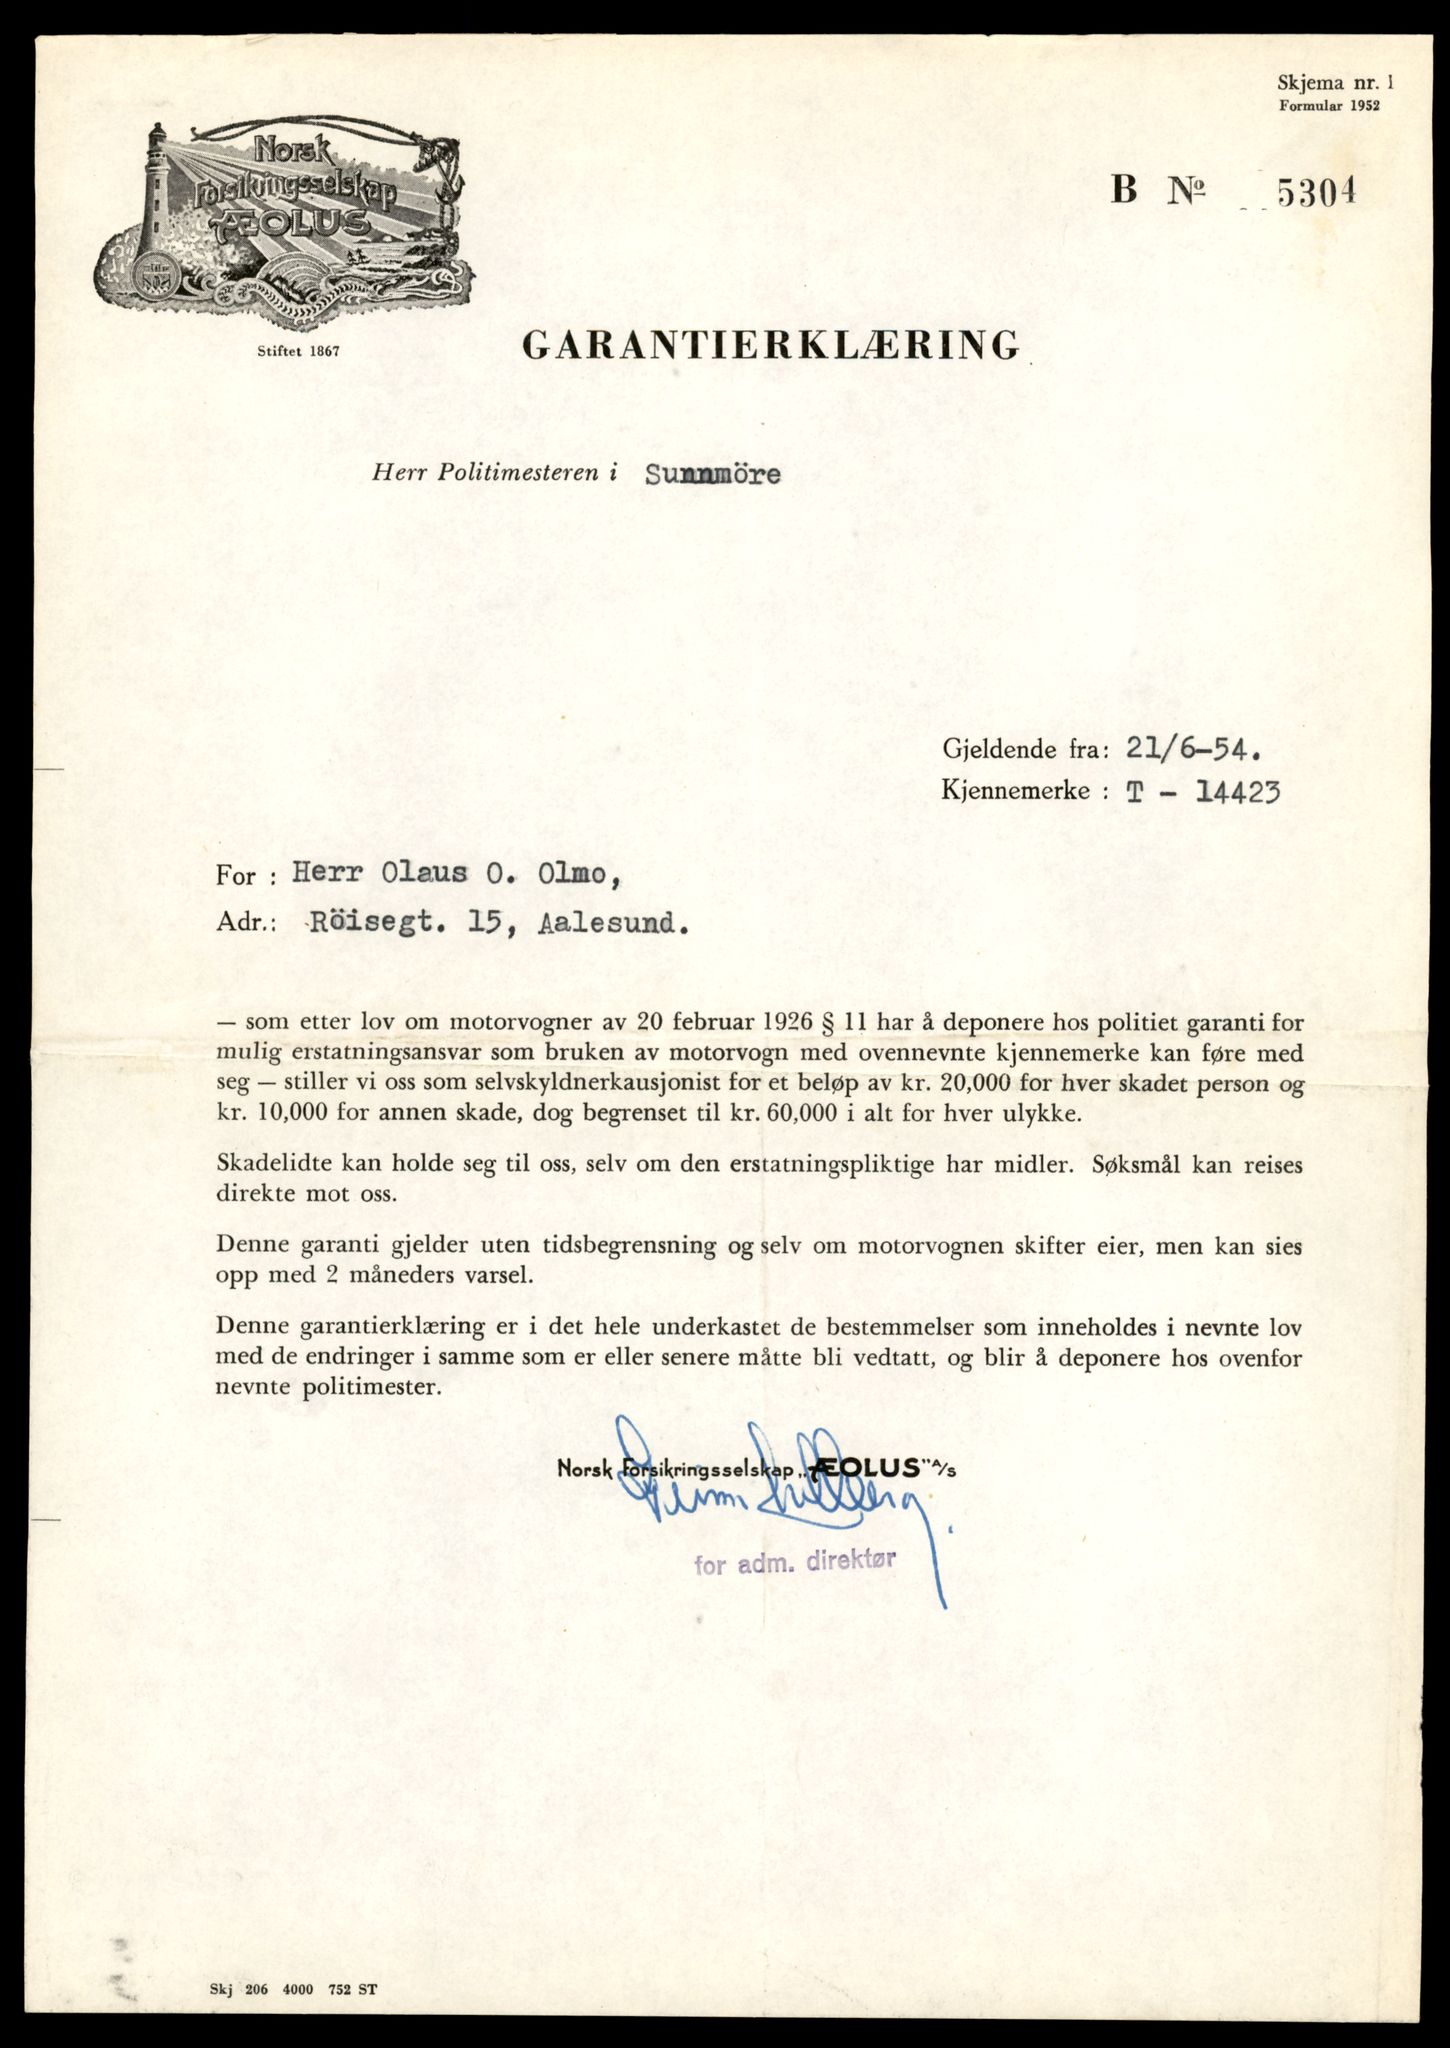 Skjema nr. 1
Formular 1952
Norsk
Forsikringsselskap
ÆOLUS
Stiftet 1867
B No 5304
GARANTIERKLÆRING
Herr Politimesteren i Sunnmöre
Gjeldende fra: 21/6-54.
Kjennemerke : T - 14423
For : Herr Olaus O. Olmo,
Adr.: Röisegt. 15, Aalesund.
— som etter lov om motorvogner av 20 februar 1926 § 11 har å deponere hos politiet garanti for
mulig erstatningsansvar som bruken av motorvogn med ovennevnte kjennemerke kan føre med
seg — stiller vi oss som selvskyldnerkausjonist for et beløp av kr. 20,000 for hver skadet person og
kr. 10,000 for annen skade, dog begrenset til kr. 60,000 i alt for hver ulykke.
Skadelidte kan holde seg til oss, selv om den erstatningspliktige har midler. Søksmål kan reises
direkte mot oss.
Denne garanti gjelder uten tidsbegrensning og selv om motorvognen skifter eier, men kan sies
opp med 2 måneders varsel.
Denne garantierklæring er i det hele underkastet de bestemmelser som inneholdes i nevnte lov
med de endringer i samme som er eller senere måtte bli vedtatt, og blir å deponere hos ovenfor
nevnte politimester.
Norsk Forsikringsselskap „ÆOLUS" A/S
for adm. direktør
Skj 206 4000 752 ST